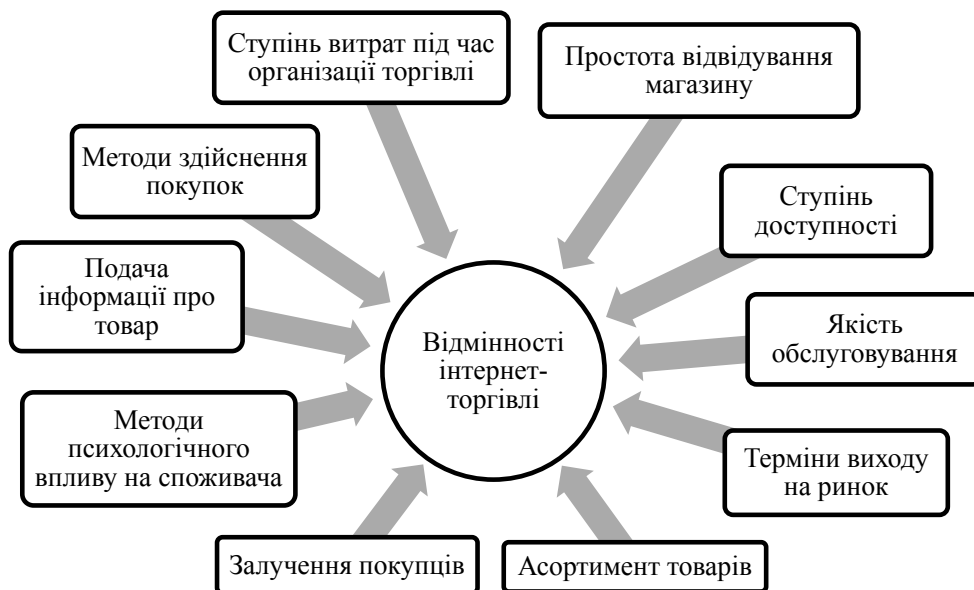 Ступінь витрат під час
організації торгівлі
Простота відвідування
магазину
Методи здійснення
покупок
Ступінь
доступності
Подача
інформації про
товар
Відмінності
інтернет-
торгівлі
Якість
обслуговування
Методи
психологічного
впливу на споживача
Терміни виходу
на ринок
Залучення покупців
Асортимент товарів